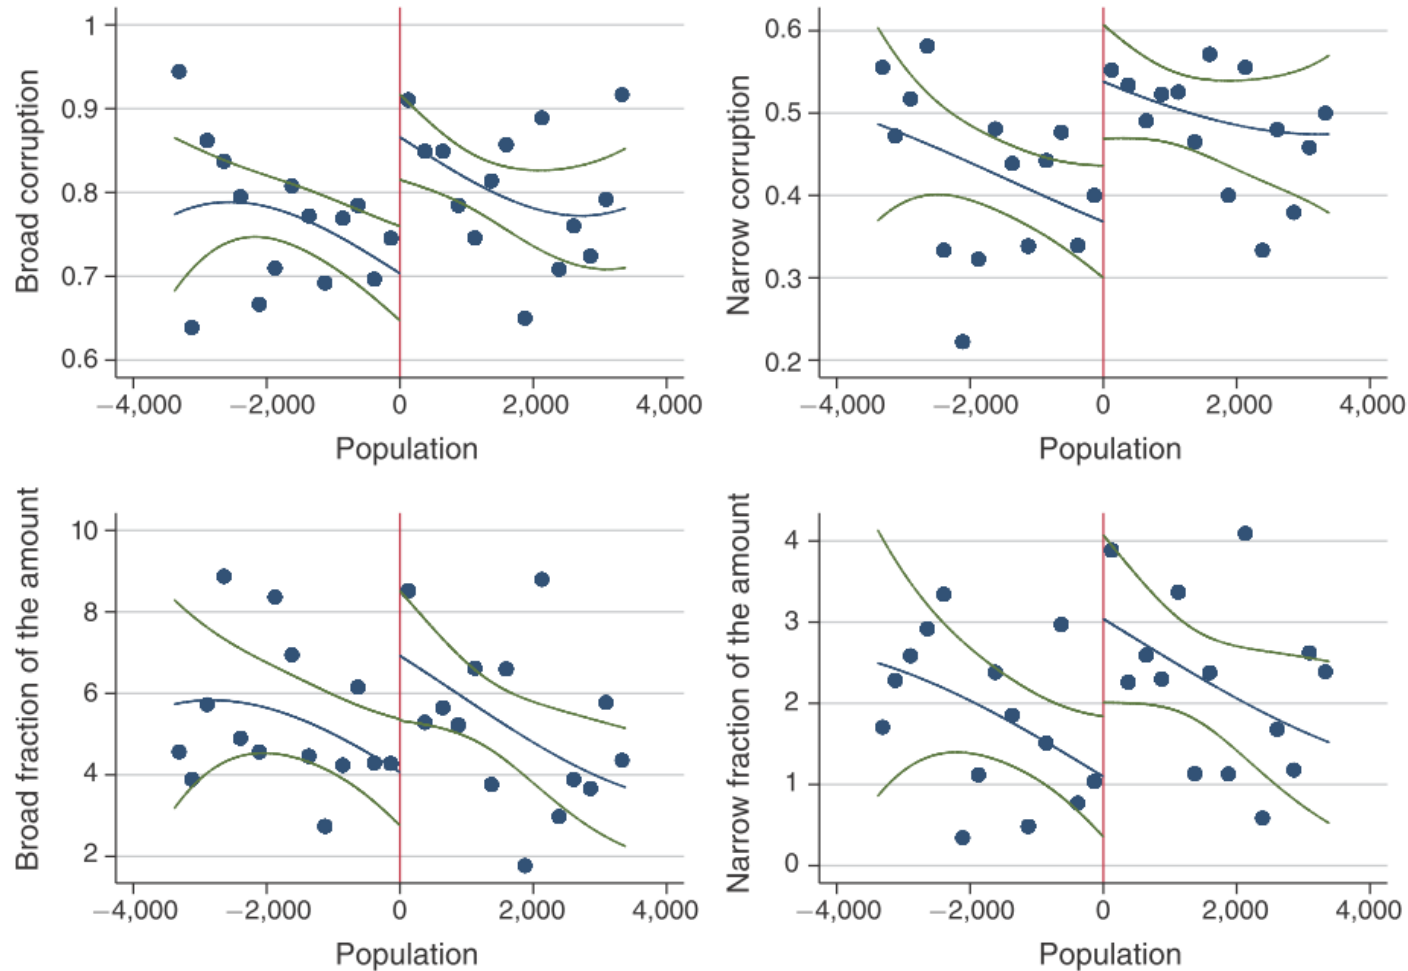 Broad corruption
1
0.9
0.8
0.7
0.6
−4,000 −2,000 0 2,000 4,000
Population
Narrow corruption
0.6
0.5
0.4
0.3
0.2
−4,000 −2,000 0 2,000 4,000
Population
Broad fraction of the amount
10
8
6
4
2
−4,000 −2,000 0 2,000 4,000
Population
Narrow fraction of the amount
4
3
2
1
0
−4,000 −2,000 0 2,000 4,000
Population